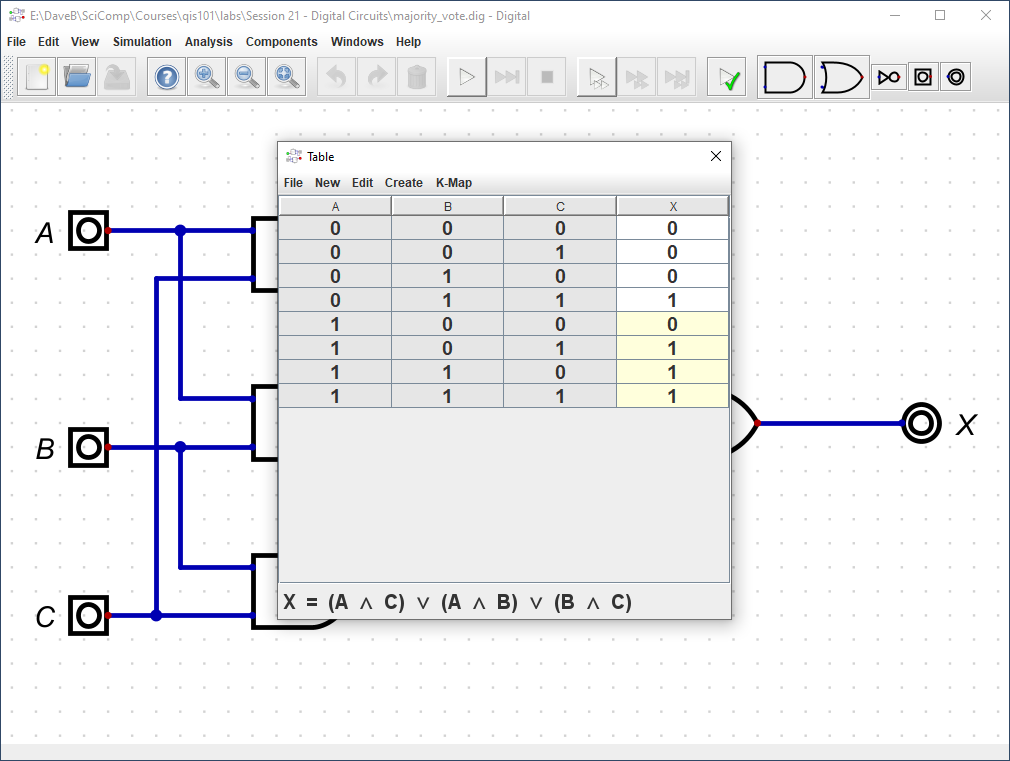 E:\DaveB\SciComp\Courses\qis101\labs\Session 21 - Digital Circuits\majority_vote.dig - Digital
File Edit View Simulation Analysis Components Windows Help
Table
File New Edit Create K-Map
A B C X
0 0 0 0
0 0 1 0
0 1 0 0
0 1 1 1
1 0 0 0
1 0 1 1
1 1 0 1
1 1 1 1
X = (A ∧ C) ∨ (A ∧ B) ∨ (B ∧ C)
A
B
C
X